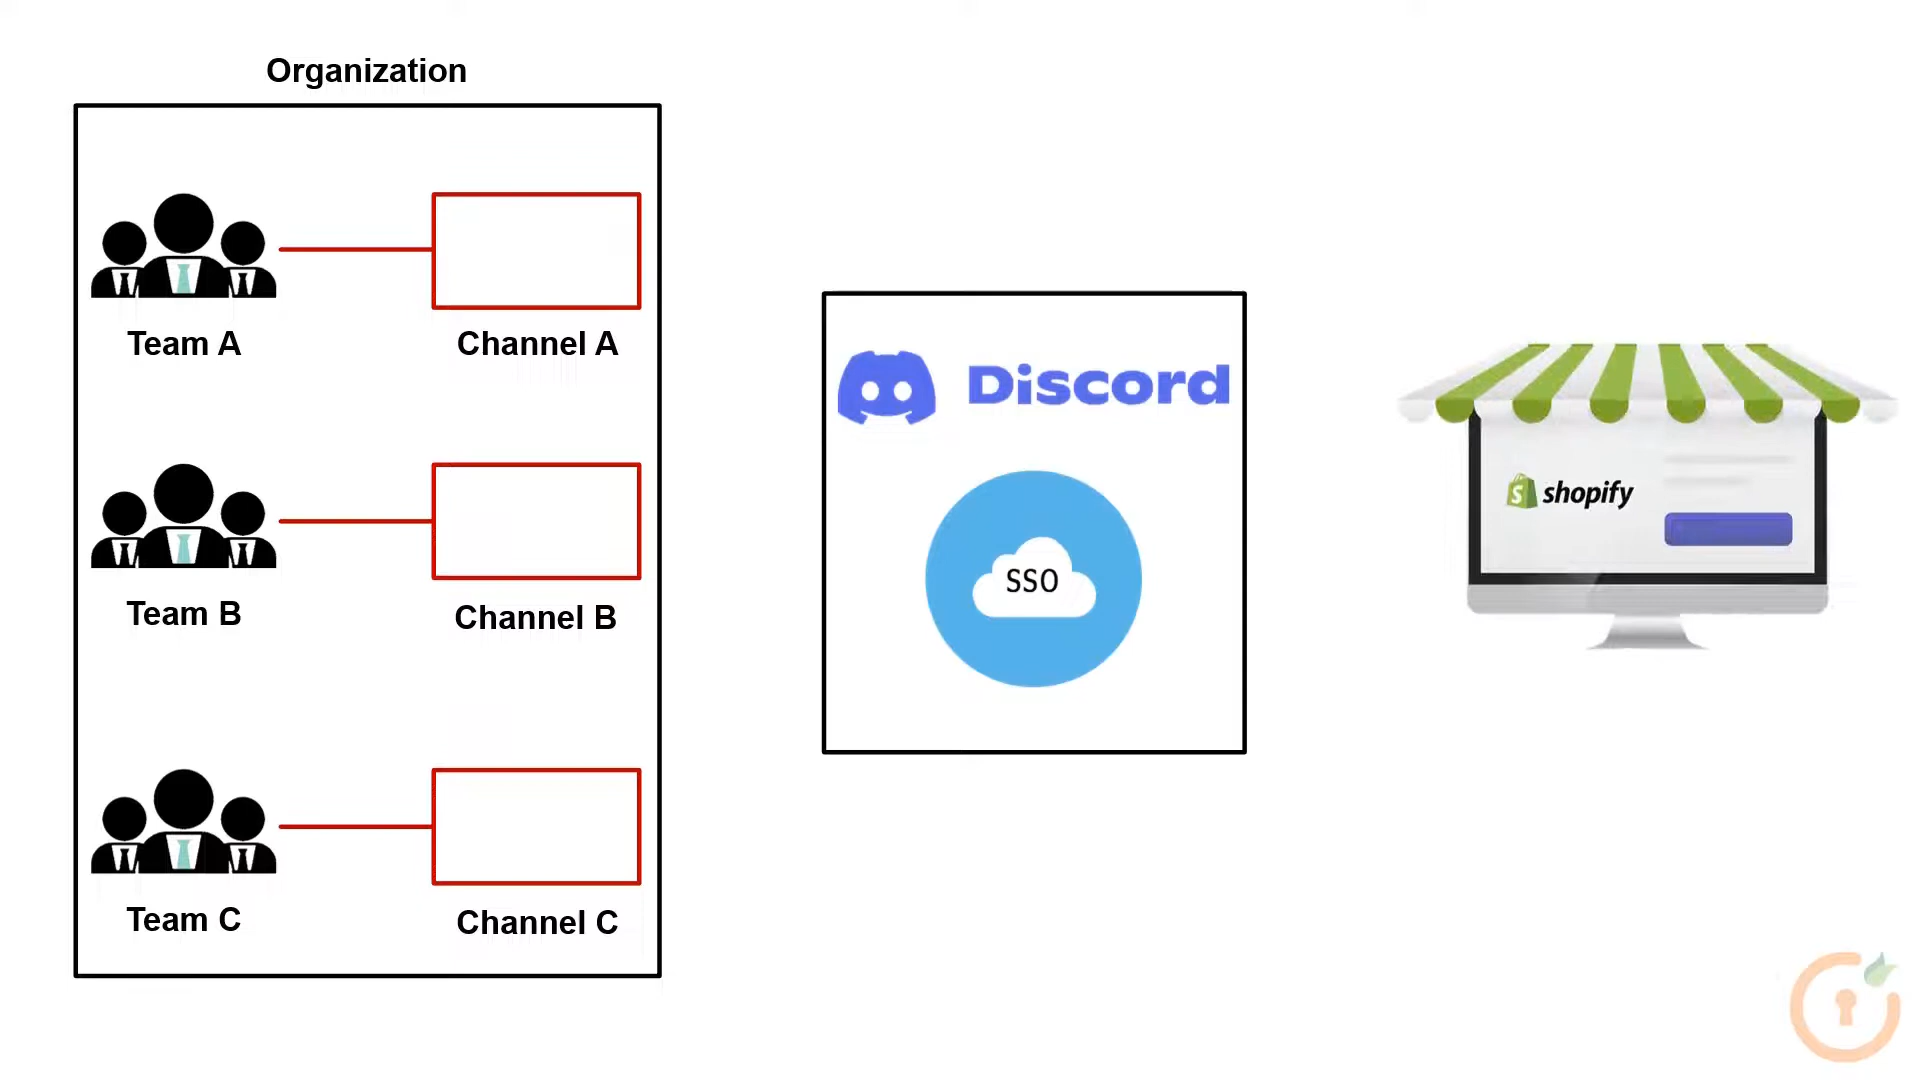 Organization
Team A
Channel A
Team B
Channel B
Team C
Channel C
Discord
SSO
shopify